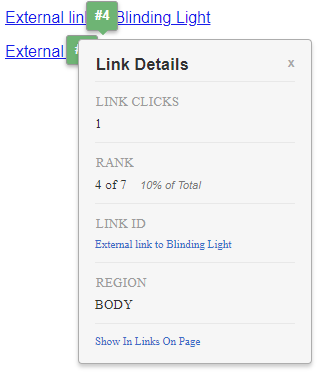 External lin #4 Blinding Light
External #
Link Details x
LINK CLICKS
1
RANK
4 of 7 10% of Total
LINK ID
External link to Blinding Light
REGION
BODY
Show In Links On Page